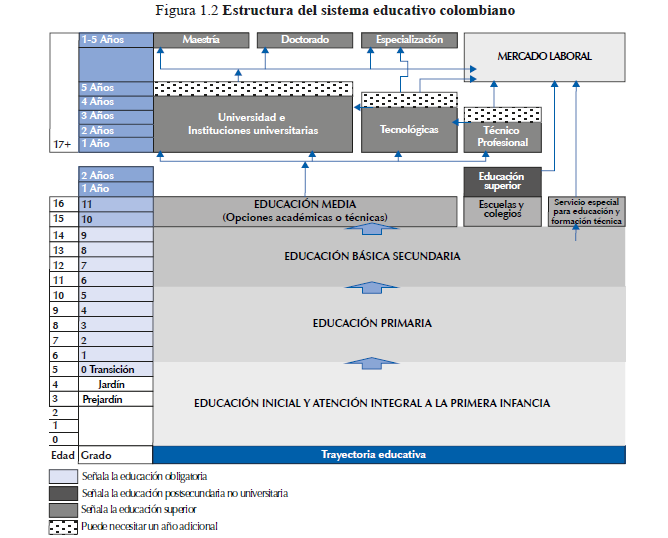 Figura 1.2 Estructura del sistema educativo colombiano
1-5 Años
Maestría
Doctorado
Especialización
MERCADO LABORAL
5 Años
4 Años
3 Años
2 Años
1 Año
17+
Universidad e
Instituciones universitarias
Tecnológicas
Técnico
Profesional
2 Años
1 Año
Educación
superior
16
11
15
10
EDUCACIÓN MEDIA
(Opciones académicas o técnicas)
Escuelas y
colegios
Servicio especial
para educación y
formación técnica
14
9
13
8
12
7
11
6
EDUCACIÓN BÁSICA SECUNDARIA
10
5
9
4
8
3
7
2
6
1
EDUCACIÓN PRIMARIA
5
0 Transición
4
Jardín
3
Prejardín
2
1
0
EDUCACIÓN INICIAL Y ATENCIÓN INTEGRAL A LA PRIMERA INFANCIA
Edad
Grado
Trayectoria educativa
Señala la educación obligatoria
Señala la educación postsecundaria no universitaria
Señala la educación superior
Puede necesitar un año adicional